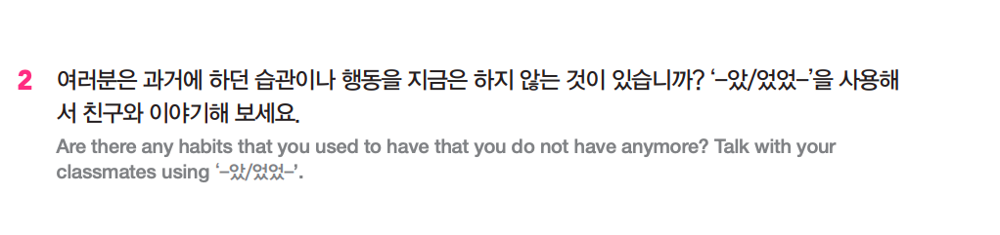 2 여러분은 과거에 하던 습관이나 행동을 지금은 하지 않는 것이 있습니까? ‘–았/었었–’을 사용해
서 친구와 이야기해 보세요.
Are there any habits that you used to have that you do not have anymore? Talk with your
classmates using ‘–았/었었–’.